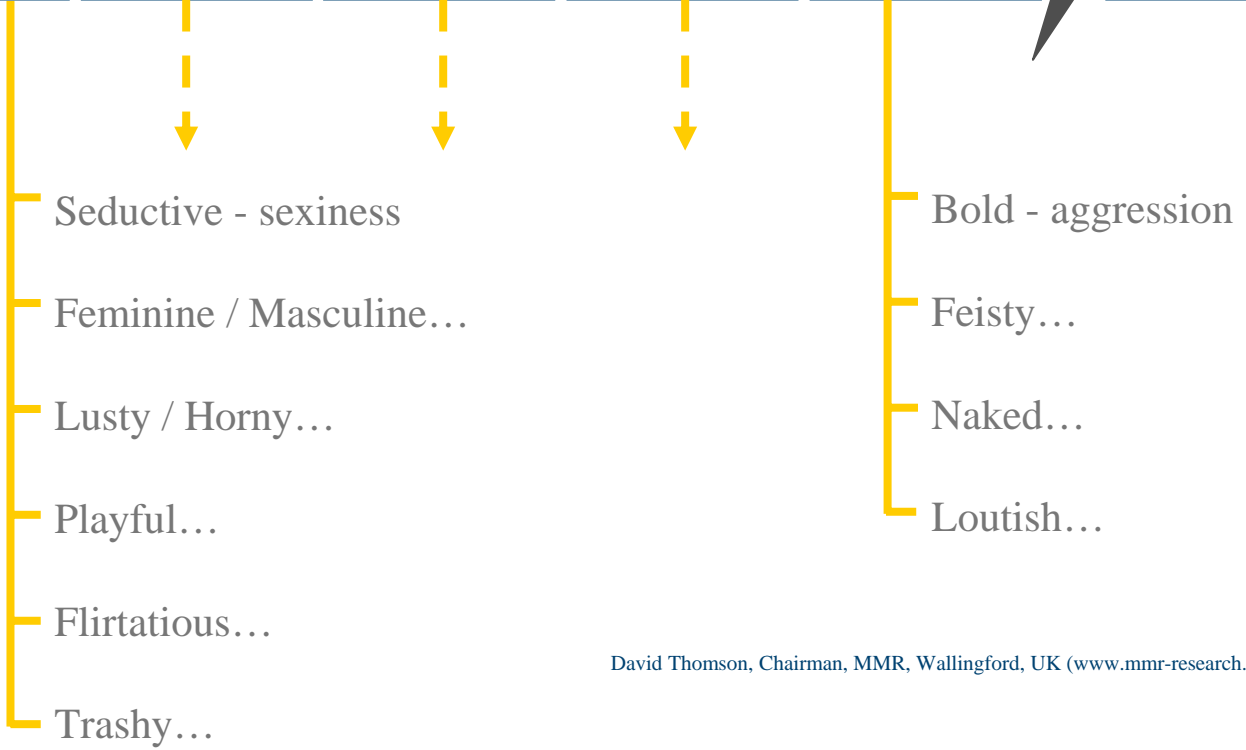 Seductive - sexiness
Feminine / Masculine…
Lusty / Horny…
Playful…
Flirtatious…
Trashy…
Bold - aggression
Feisty…
Naked…
Loutish…
David Thomson, Chairman, MMR, Wallingford, UK (www.mmr-research.